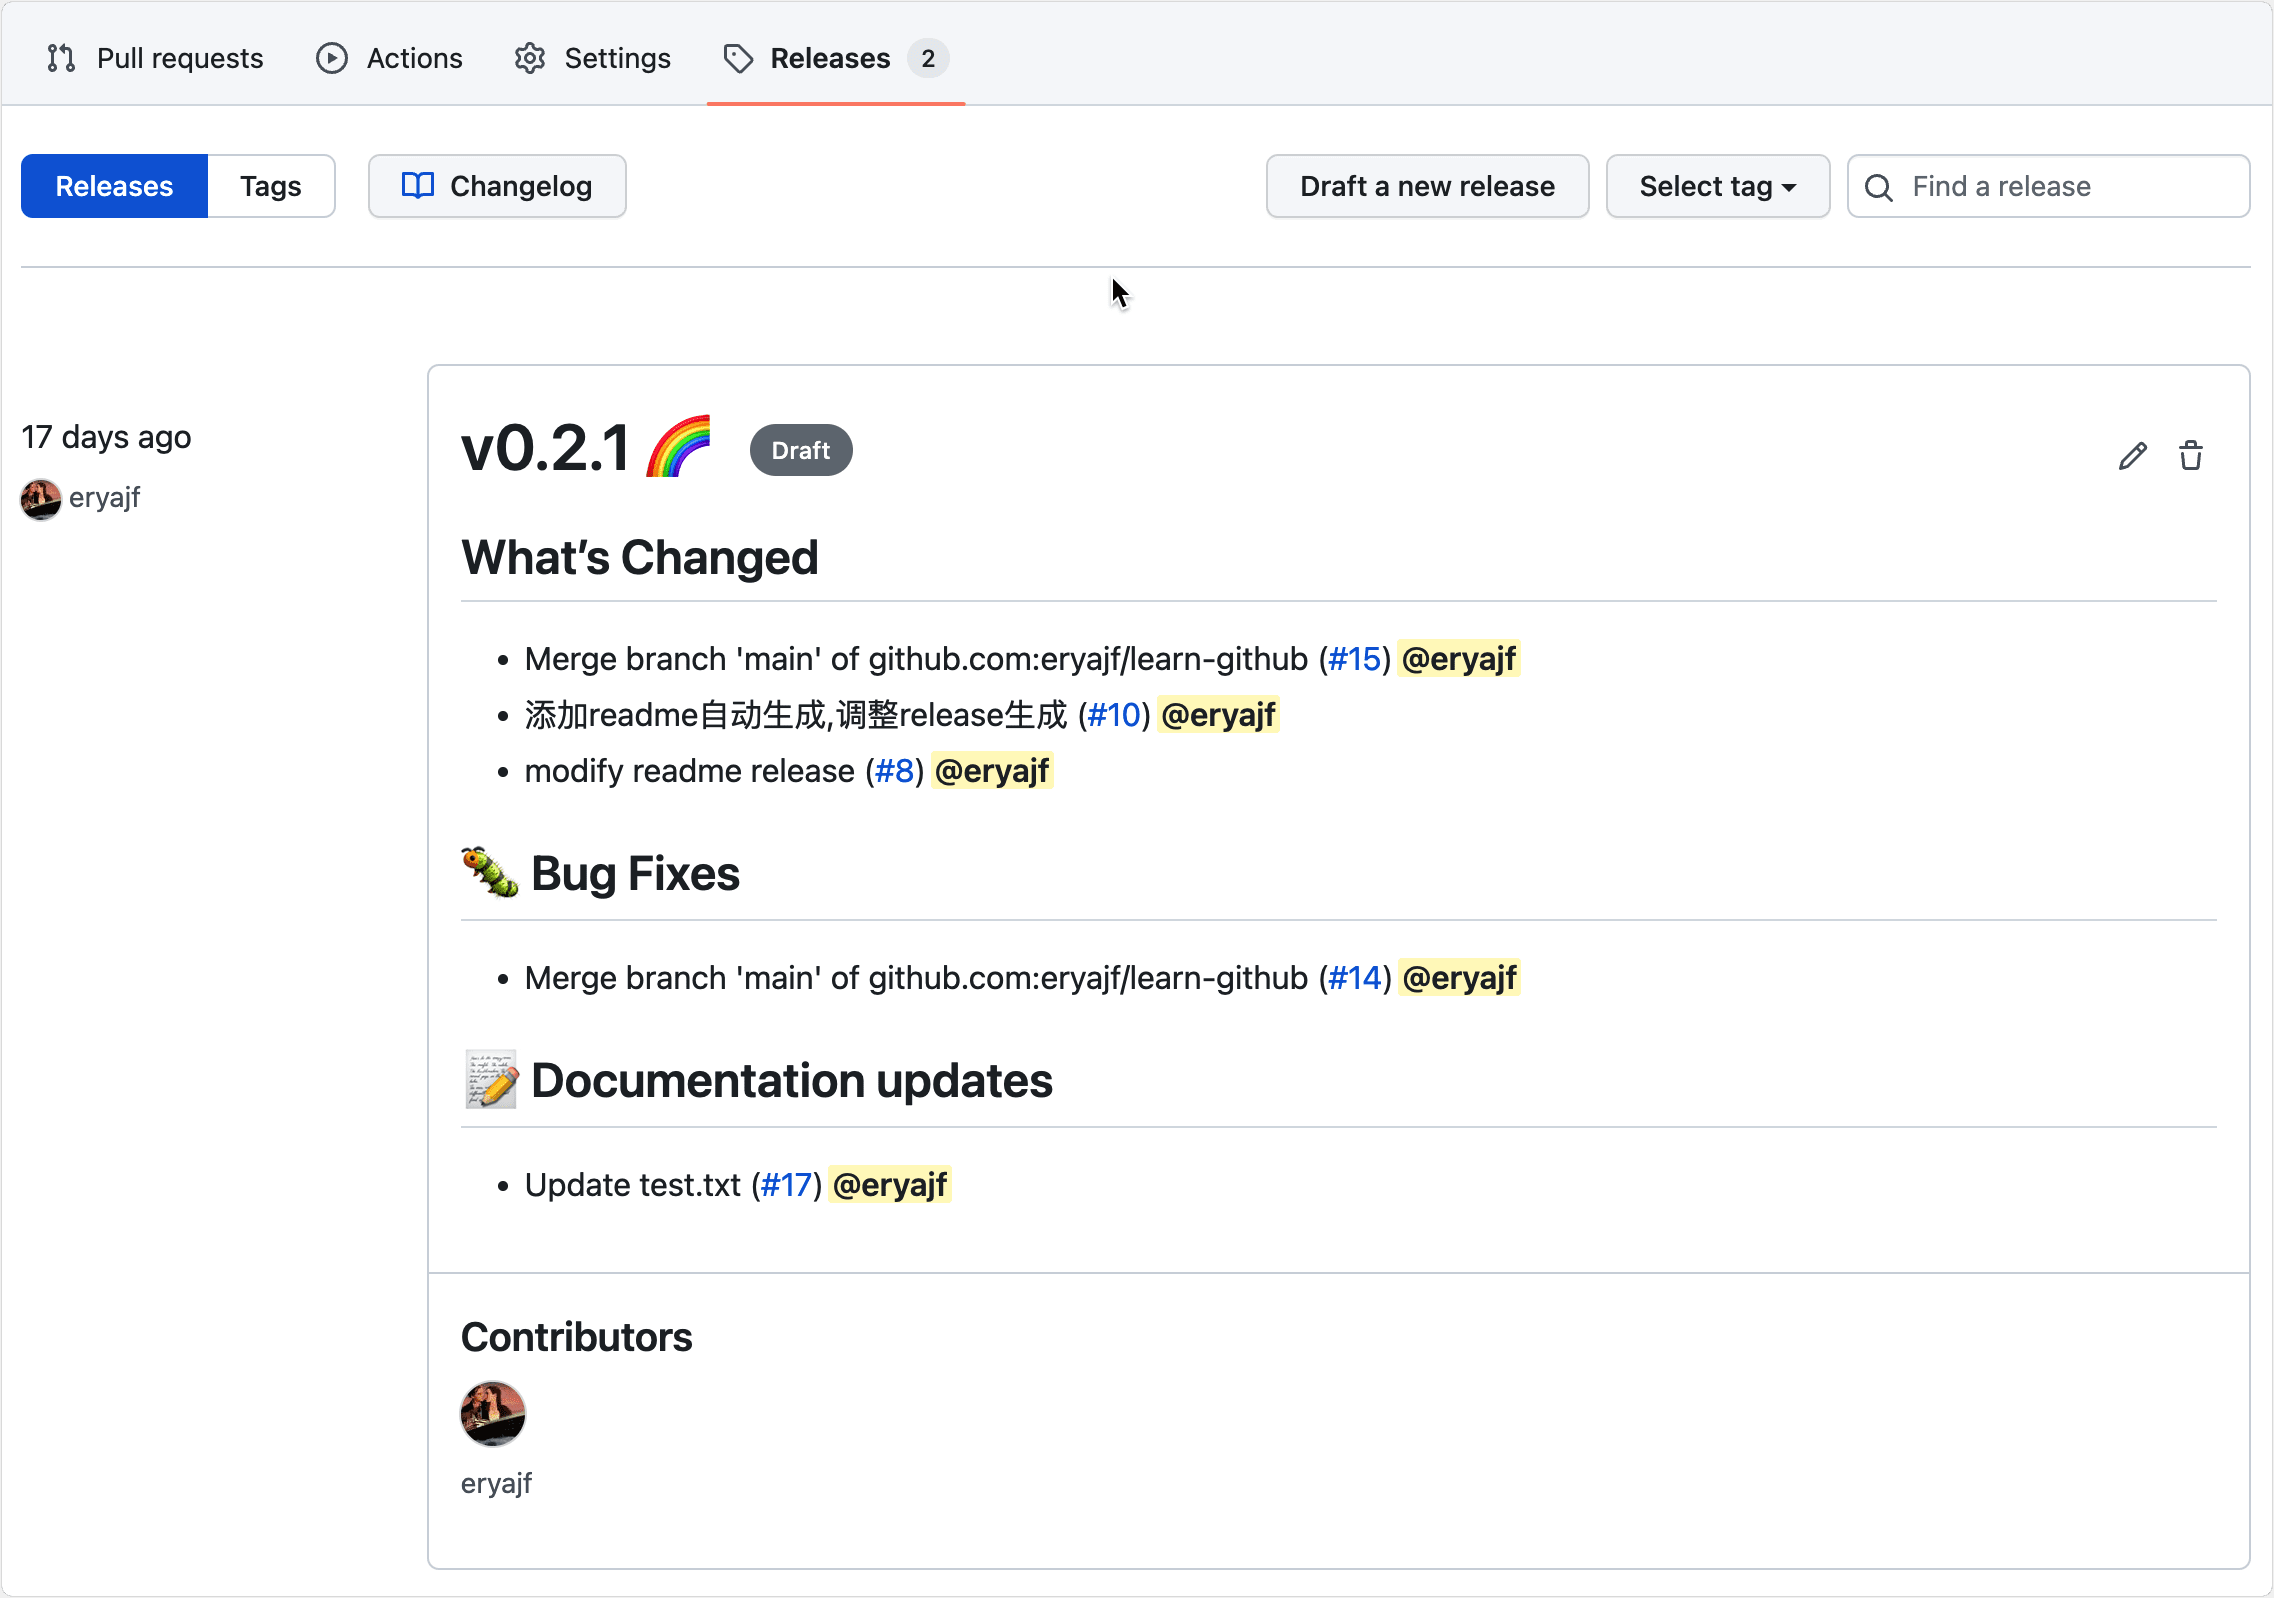 Pull requests Actions Settings Releases 2
Releases Tags Changelog Draft a new release Select tag Find a release
17 days ago
eryajf
v0.2.1 🌈 Draft
What’s Changed
Merge branch 'main' of github.com:eryajf/learn-github (#15) @eryajf
添加readme自动生成,调整release生成 (#10) @eryajf
modify readme release (#8) @eryajf
🐛 Bug Fixes
Merge branch 'main' of github.com:eryajf/learn-github (#14) @eryajf
📝 Documentation updates
Update test.txt (#17) @eryajf
Contributors
eryajf